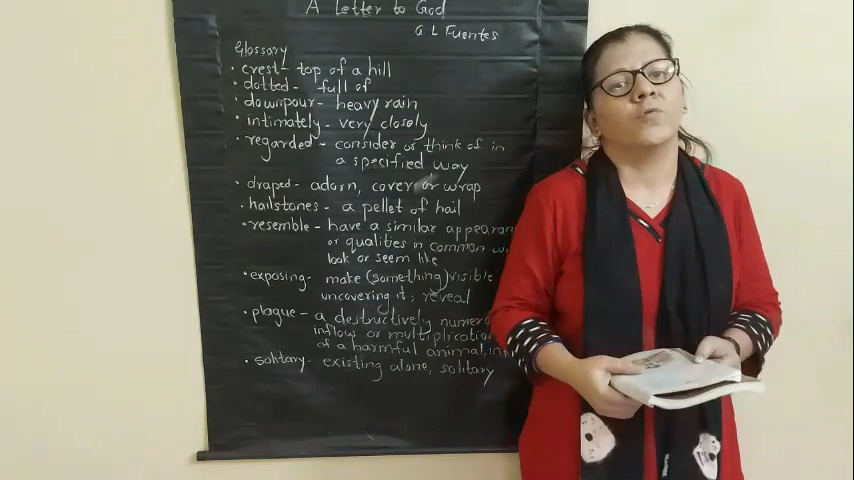 A Letter to God
G L Fuentes
Glossary
• crest - top of a hill
• dotted - full of
• downpour - heavy rain
• intimately - very closely
• regarded - consider or think of in
a specified way
• draped - adorn, cover or wrap
• hailstones - a pellet of hail
• resemble - have a similar appearan
or qualities in common
look or seem like
• exposing - make (something) visible
uncovering it; reveal
• plague - a destructively numero
inflow or multiplication
of a harmful animal,
• solitary - existing alone, solitary